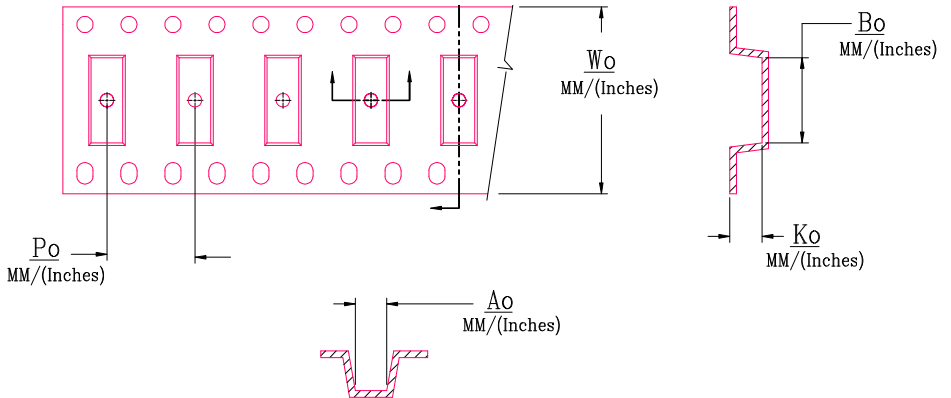 Wo
MM/(Inches)
Bo
MM/(Inches)
Po
MM/(Inches)
Ko
MM/(Inches)
Ao
MM/(Inches)